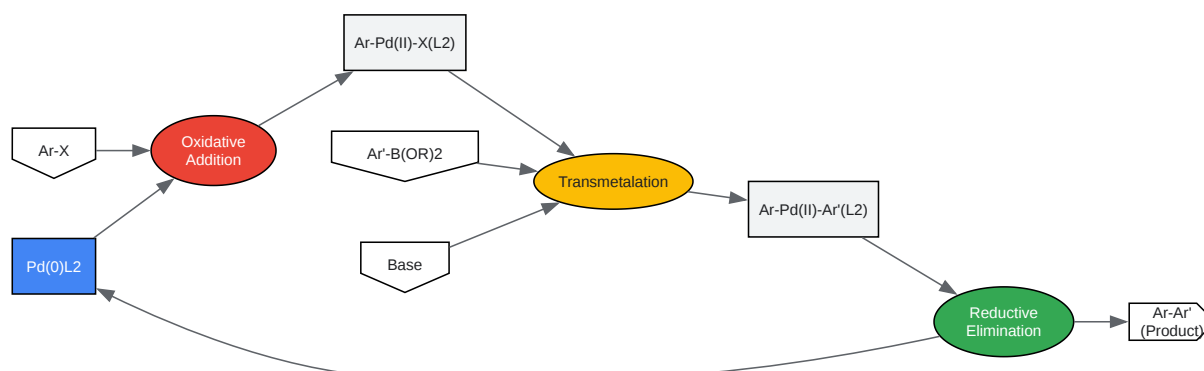 Ar-Pd(II)-X(L2)
Oxidative
Addition
Ar-X
Ar'-B(OR)2
Transmetalation
Ar-Pd(II)-Ar'(L2)
Base
Pd(0)L2
Reductive
Elimination
Ar-Ar'
(Product)